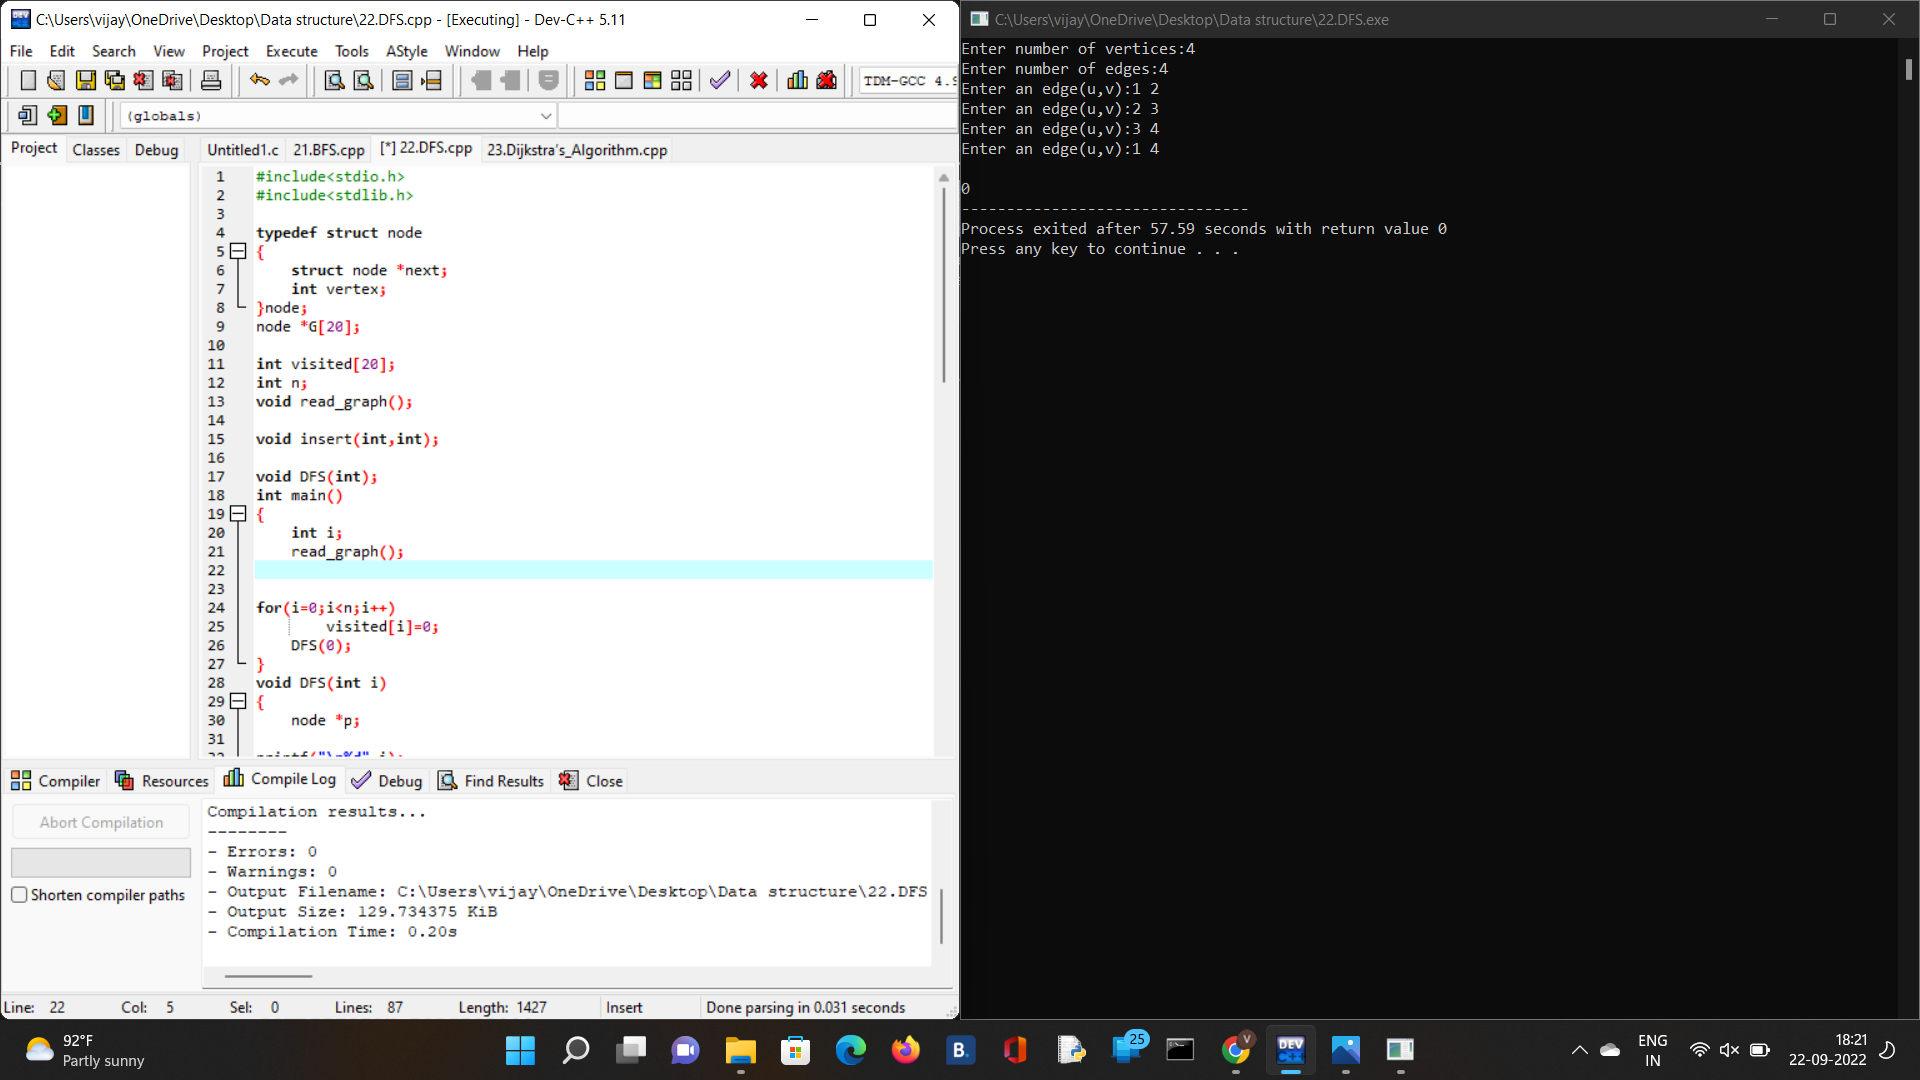 C:\Users\vijay\OneDrive\Desktop\Data structure\22.DFS.cpp - [Executing] - Dev-C++ 5.11
File Edit Search View Project Execute Tools AStyle Window Help
TDM-GCC 4.9
(globals)
Project Classes Debug
Untitled1.c 21.BFS.cpp [*] 22.DFS.cpp 23.Dijkstra's_Algorithm.cpp
1 #include<stdio.h>
2 #include<stdlib.h>
3
4 typedef struct node
5 {
6 struct node *next;
7 int vertex;
8 }node;
9 node *G[20];
10
11 int visited[20];
12 int n;
13 void read_graph();
14
15 void insert(int,int);
16
17 void DFS(int);
18 int main()
19 {
20 int i;
21 read_graph();
22
23
24 for(i=0;i<n;i++)
25 visited[i]=0;
26 DFS(0);
27 }
28 void DFS(int i)
29 {
30 node *p;
31
32 printf("\n%d",i);
Compiler Resources Compile Log Debug Find Results Close
Abort Compilation
Shorten compiler paths
Compilation results...
--------
- Errors: 0
- Warnings: 0
- Output Filename: C:\Users\vijay\OneDrive\Desktop\Data structure\22.DFS
- Output Size: 129.734375 KiB
- Compilation Time: 0.20s
Line: 22 Col: 5 Sel: 0 Lines: 87 Length: 1427 Insert Done parsing in 0.031 seconds
C:\Users\vijay\OneDrive\Desktop\Data structure\22.DFS.exe
Enter number of vertices:4
Enter number of edges:4
Enter an edge(u,v):1 2
Enter an edge(u,v):2 3
Enter an edge(u,v):3 4
Enter an edge(u,v):1 4
0
--------------------------------
Process exited after 57.59 seconds with return value 0
Press any key to continue . . .
92°F
Partly sunny
B.
25
V
DEV
C++
ENG
IN
18:21
22-09-2022